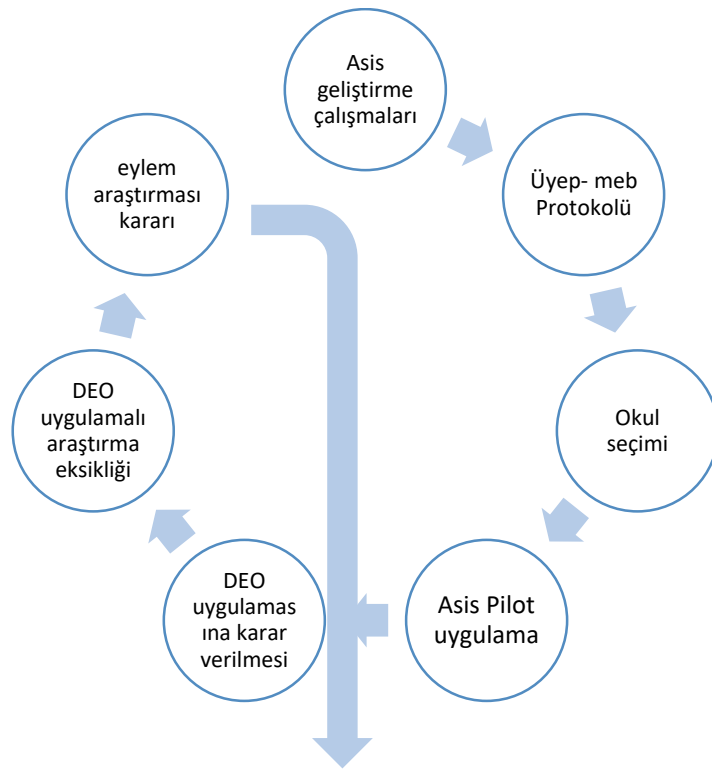 Asis
geliştirme
çalışmaları
Üyep- meb
Protokolü
Okul
seçimi
Asis Pilot
uygulama
DEO
uygulamas
ına karar
verilmesi
DEO
uygulamalı
araştırma
eksikliği
eylem
araştırması
kararı